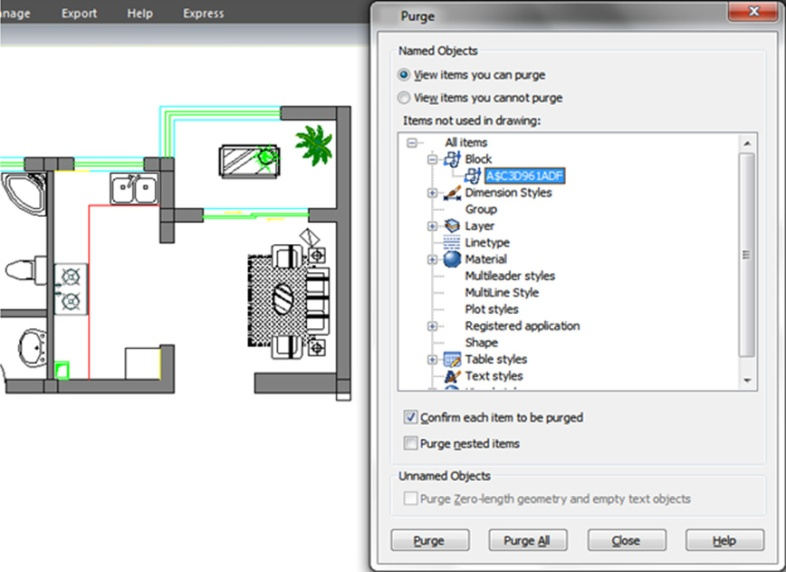 Export Help Express
Purge
Named Objects
View items you can purge
View items you cannot purge
Items not used in drawing:
All items
Block
A$C3D961ADF
Dimension Styles
Group
Layer
Linetype
Material
Multileader styles
MultiLine Style
Plot styles
Registered application
Shape
Table styles
Text styles
Confirm each item to be purged
Purge nested items
Unnamed Objects
Purge Zero-length geometry and empty text objects
Purge Purge All Close Help